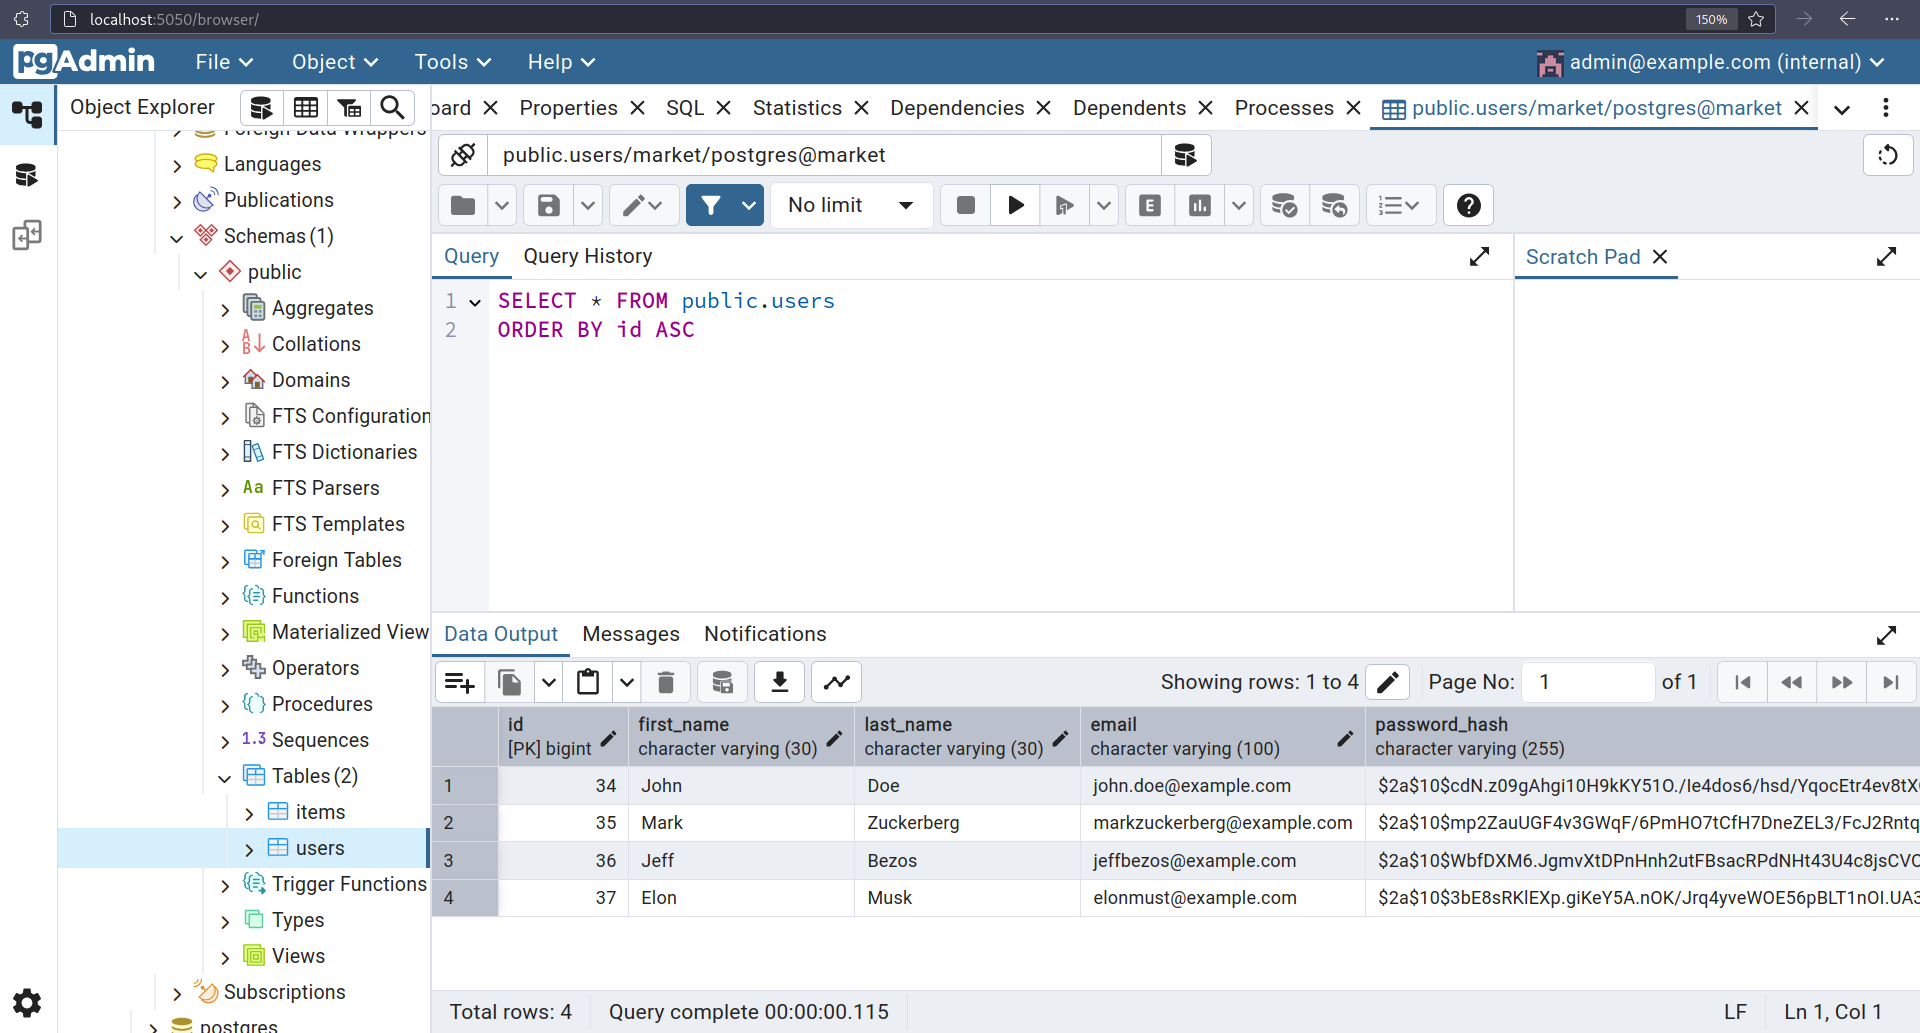 localhost:5050/browser/
150%
pgAdmin
File
Object
Tools
Help
admin@example.com (internal)
Object Explorer
oard
Properties
SQL
Statistics
Dependencies
Dependents
Processes
public.users/market/postgres@market
Foreign Data Wrappers
Languages
Publications
Schemas (1)
public
Aggregates
Collations
Domains
FTS Configuration
FTS Dictionaries
Aa FTS Parsers
FTS Templates
Foreign Tables
Functions
Materialized View
Operators
Procedures
1.3 Sequences
Tables (2)
items
users
Trigger Functions
Types
Views
Subscriptions
postgres
public.users/market/postgres@market
No limit
E
Query
Query History
Scratch Pad
1 SELECT * FROM public.users
2 ORDER BY id ASC
Data Output
Messages
Notifications
Showing rows: 1 to 4
Page No: 1 of 1
id
[PK] bigint
first_name
character varying (30)
last_name
character varying (30)
email
character varying (100)
password_hash
character varying (255)
1 34 John Doe john.doe@example.com $2a$10$cdN.z09gAhgi10H9kKY51O./Ie4dos6/hsd/YqocEtr4ev8tX
2 35 Mark Zuckerberg markzuckerberg@example.com $2a$10$mp2ZauUGF4v3GWqF/6PmHO7tCfH7DneZEL3/FcJ2Rntq
3 36 Jeff Bezos jeffbezos@example.com $2a$10$WbfDXM6.JgmvXtDPnHnh2utFBsacRPdNHt43U4c8jsCVC
4 37 Elon Musk elonmust@example.com $2a$10$3bE8sRKlEXp.giKeY5A.nOK/Jrq4yveWOE56pBLT1nOI.UA3
Total rows: 4
Query complete 00:00:00.115
LF
Ln 1, Col 1